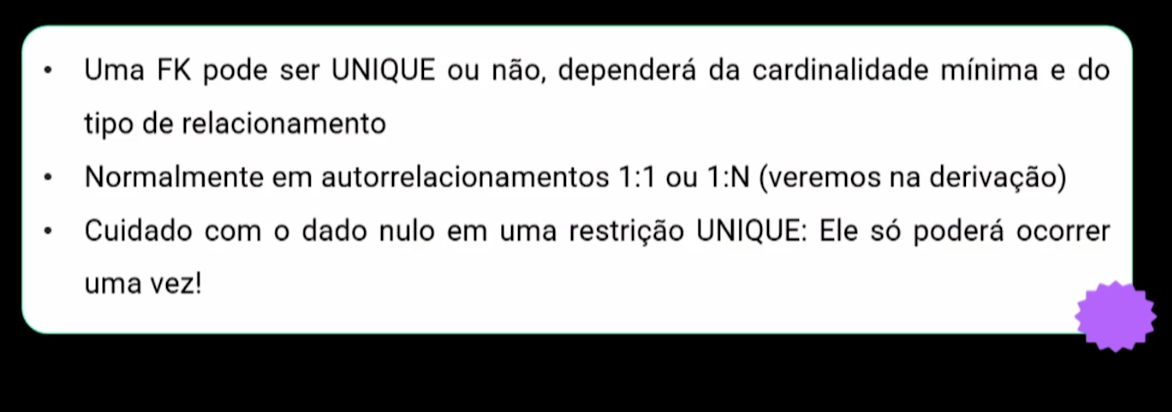 • Uma FK pode ser UNIQUE ou não, dependerá da cardinalidade mínima e do
tipo de relacionamento
• Normalmente em autorrelacionamentos 1:1 ou 1:N (veremos na derivação)
• Cuidado com o dado nulo em uma restrição UNIQUE: Ele só poderá ocorrer
uma vez!